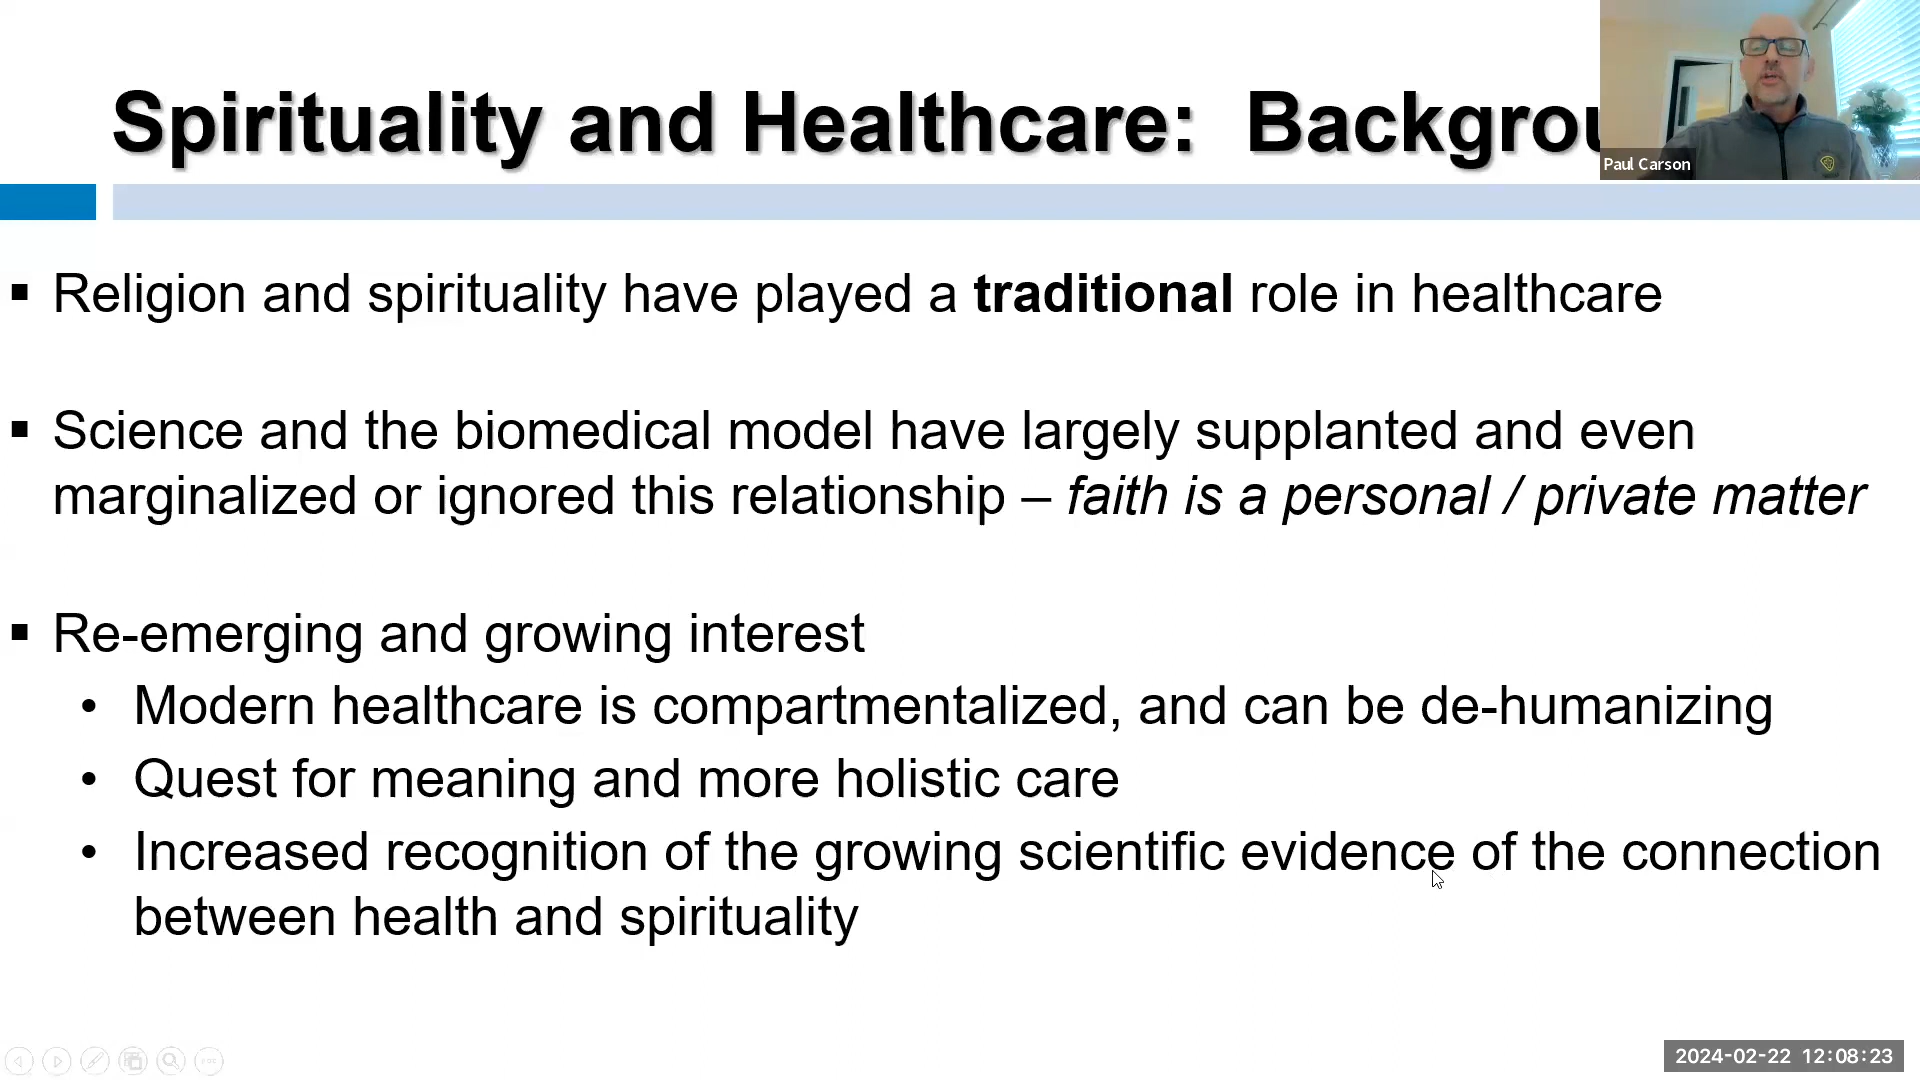 Spirituality and Healthcare: Backgrou
Paul Carson
▪ Religion and spirituality have played a traditional role in healthcare
▪ Science and the biomedical model have largely supplanted and even
marginalized or ignored this relationship – faith is a personal / private matter
▪ Re-emerging and growing interest
• Modern healthcare is compartmentalized, and can be de-humanizing
• Quest for meaning and more holistic care
• Increased recognition of the growing scientific evidence of the connection
between health and spirituality
2024-02-22 12:08:23